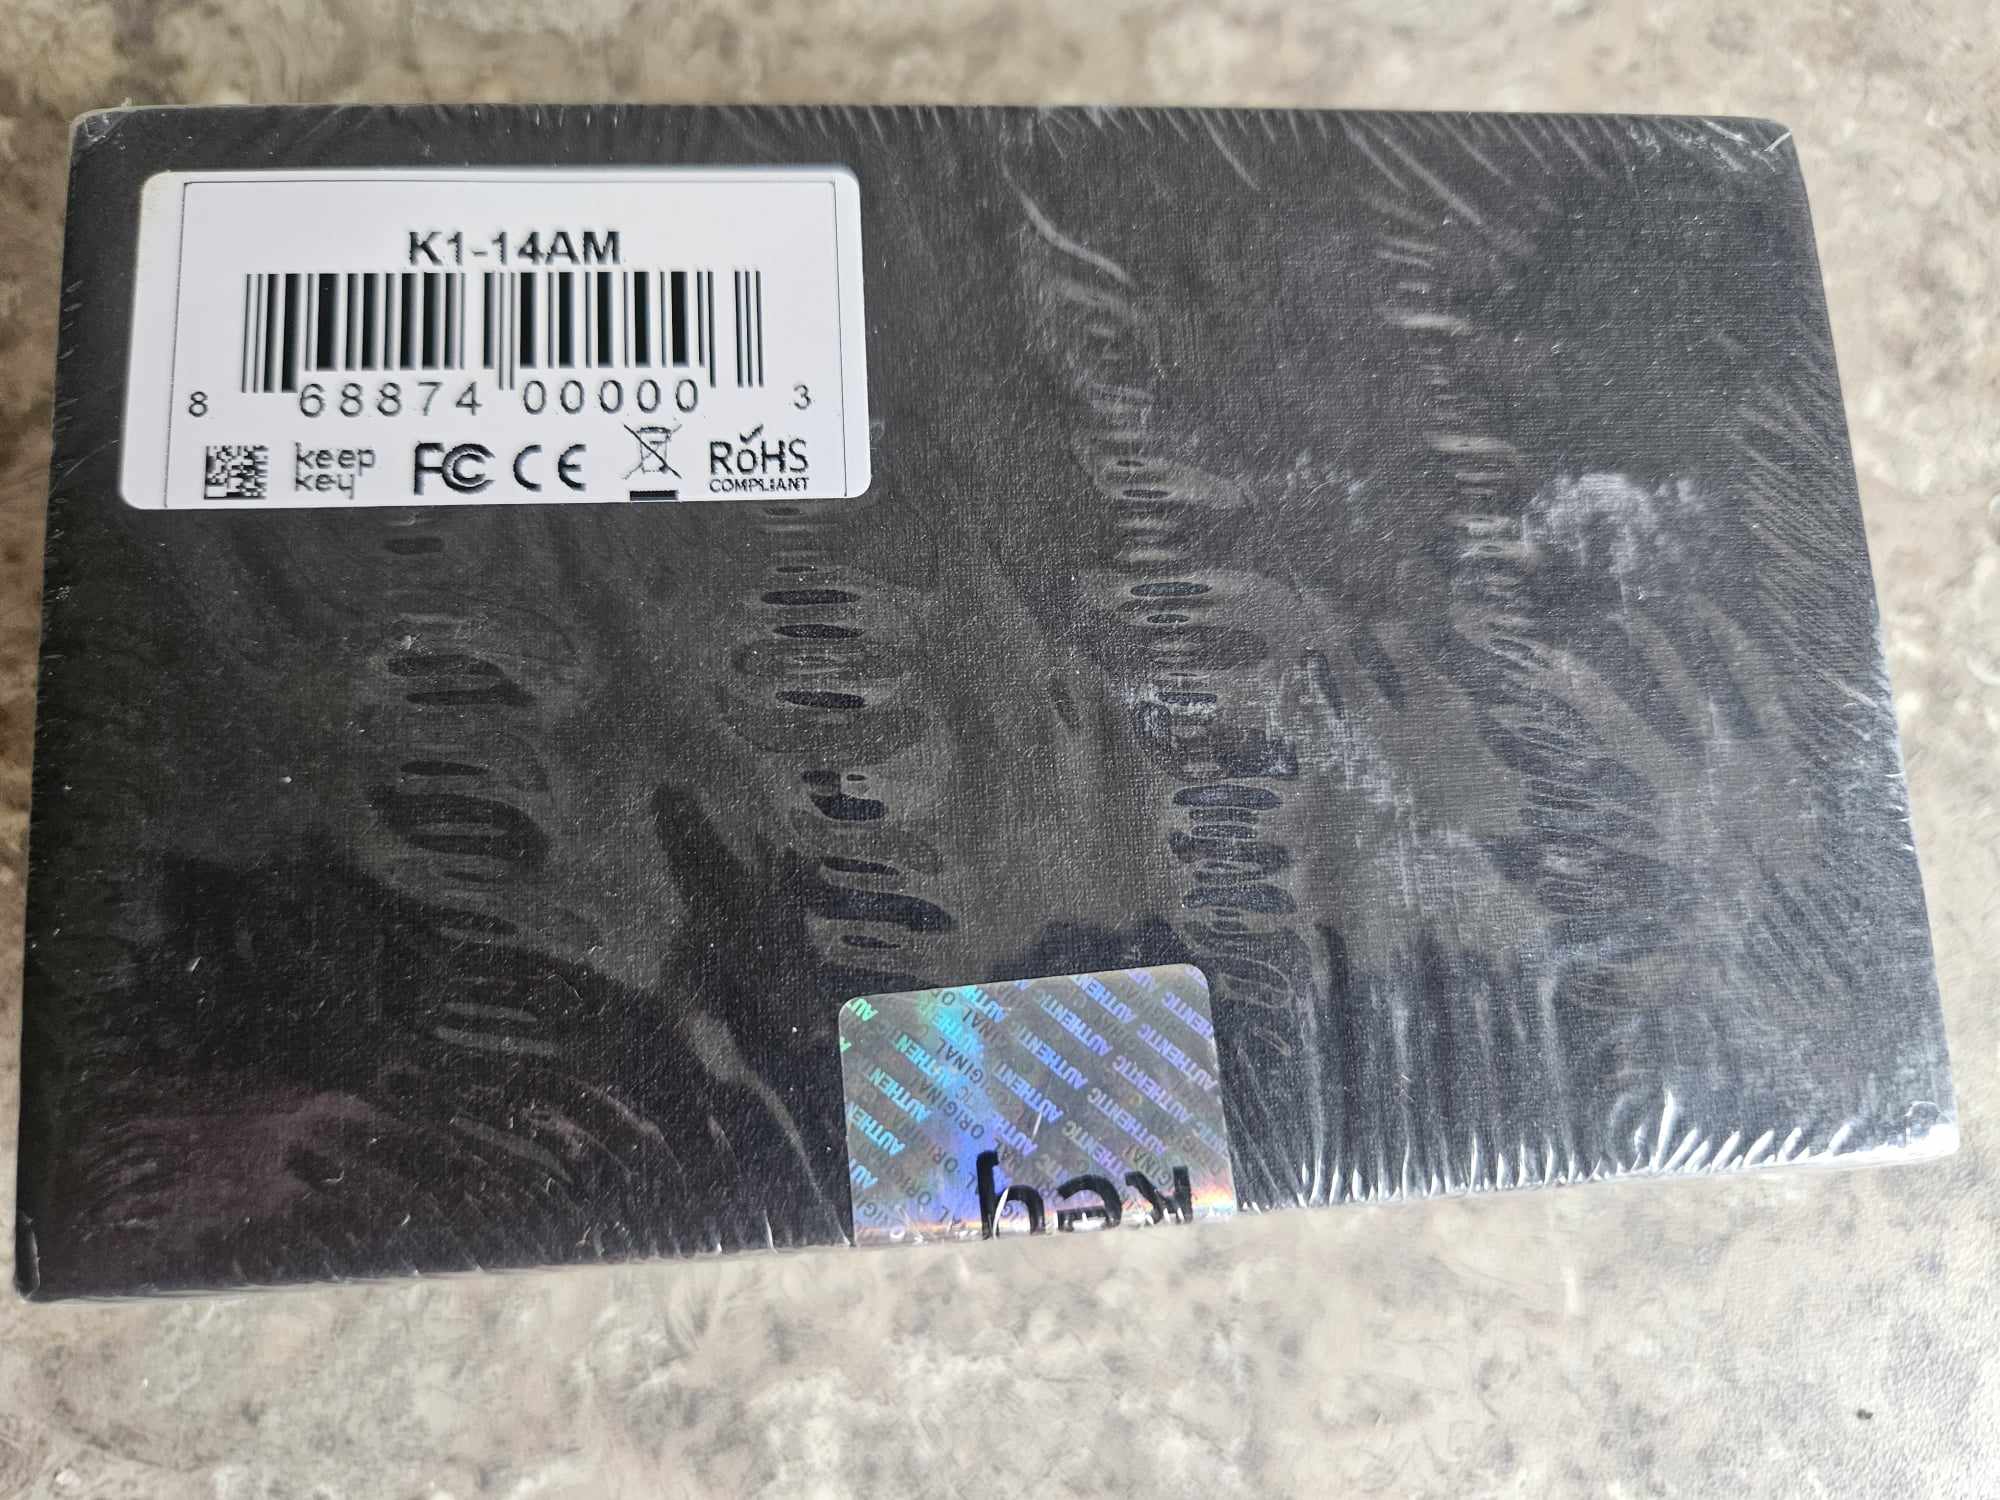 K1-14AM
8 68874 00000 3
keep
key
FC CE RoHS
COMPLIANT
AUTHENTIC
ORIGINAL
key